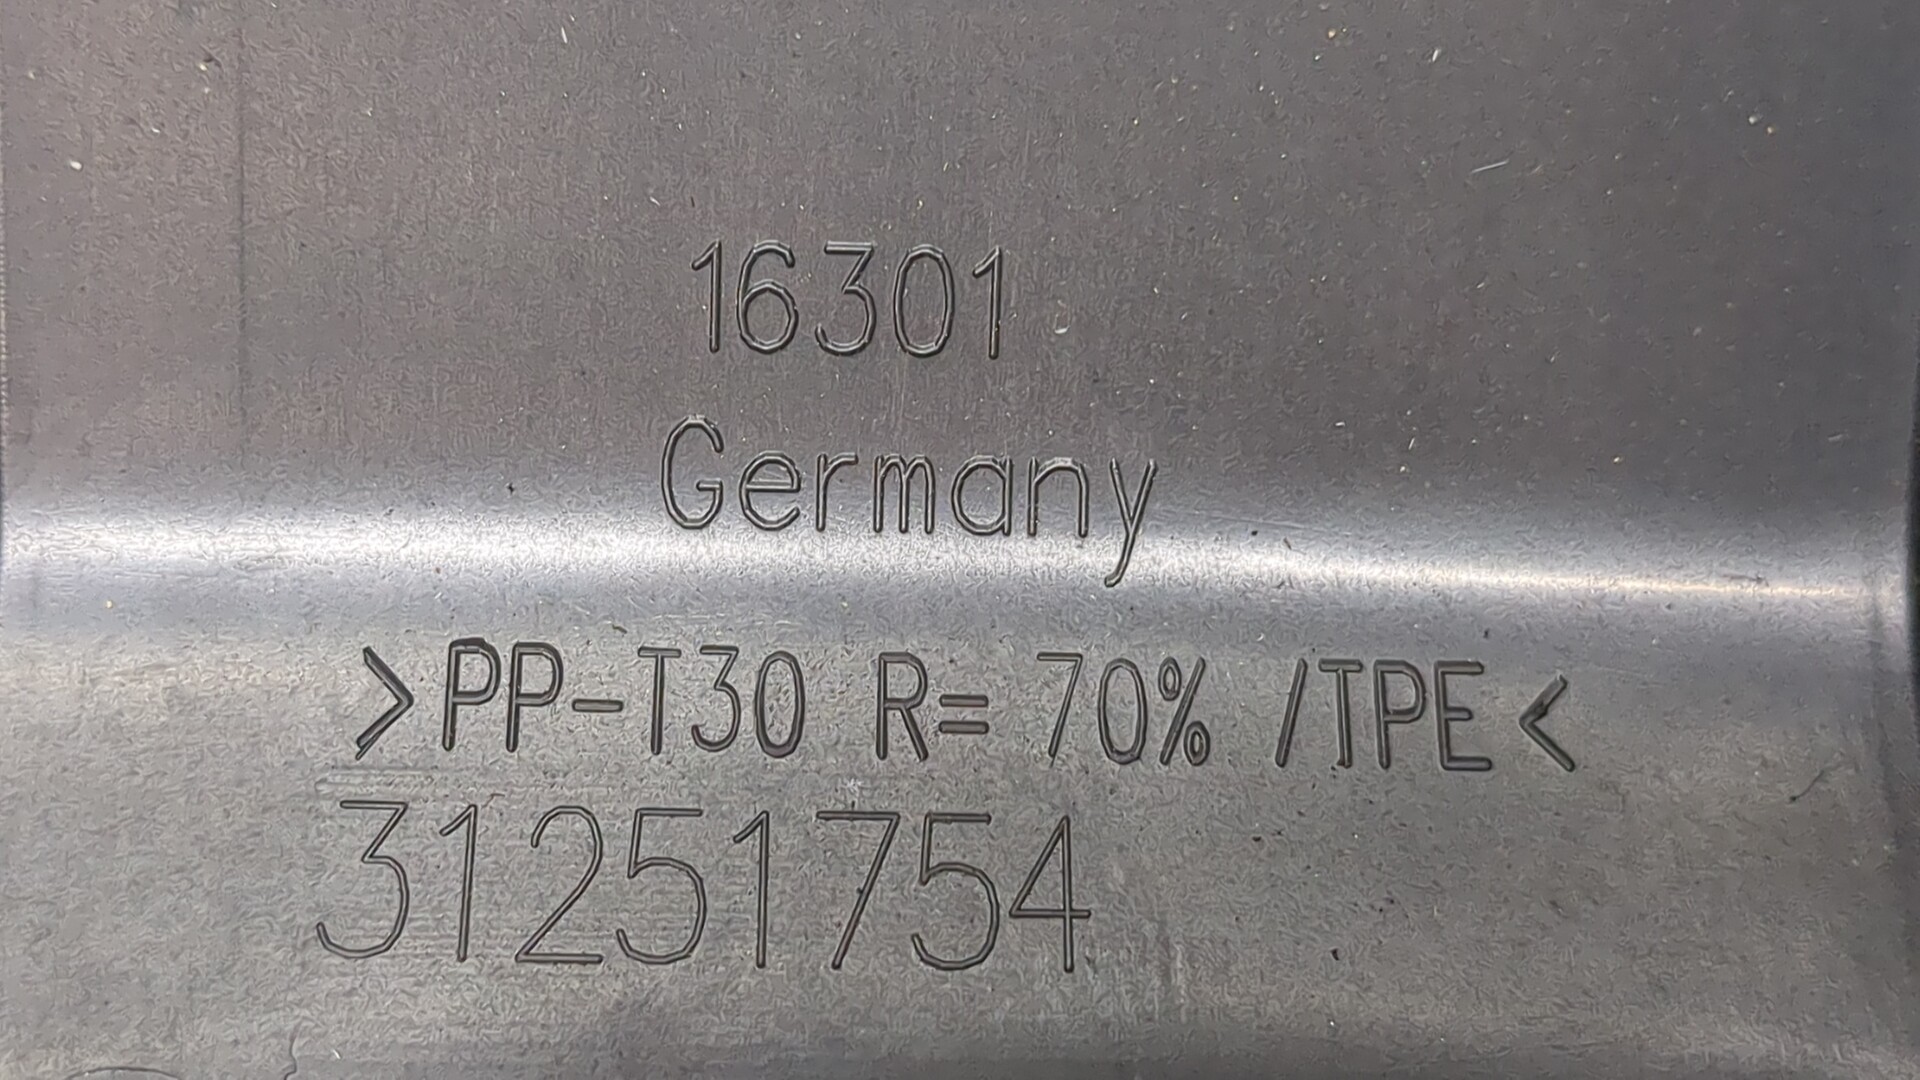 16301
Germany
>PP-T30 R= 70% /TPE<
31251754